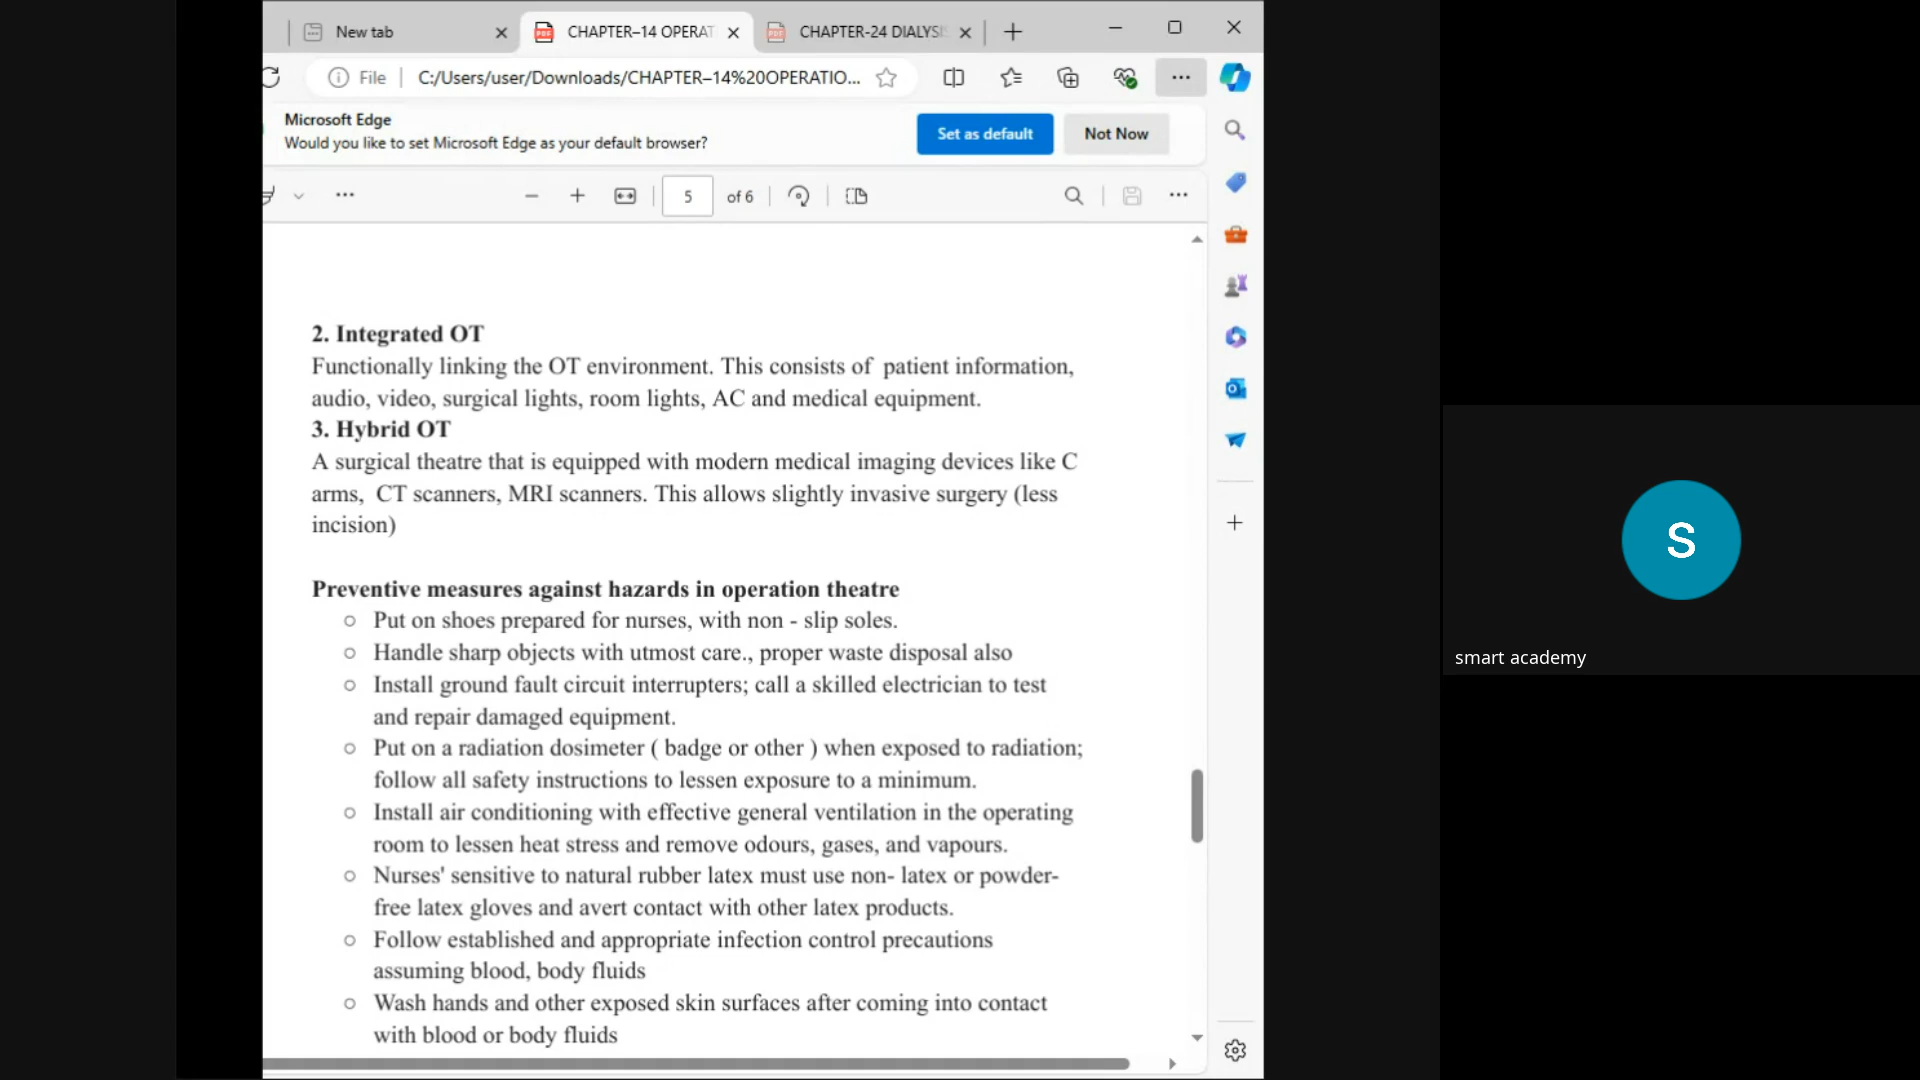 New tab
CHAPTER–14 OPERAT
CHAPTER-24 DIALYSI
File
C:/Users/user/Downloads/CHAPTER–14%20OPERATIO...
Microsoft Edge
Would you like to set Microsoft Edge as your default browser?
Set as default
Not Now
5 of 6
2. Integrated OT
Functionally linking the OT environment. This consists of  patient information,
audio, video, surgical lights, room lights, AC and medical equipment.
3. Hybrid OT
A surgical theatre that is equipped with modern medical imaging devices like C
arms,  CT scanners, MRI scanners. This allows slightly invasive surgery (less
incision)
Preventive measures against hazards in operation theatre
○ Put on shoes prepared for nurses, with non - slip soles.
○ Handle sharp objects with utmost care., proper waste disposal also
○ Install ground fault circuit interrupters; call a skilled electrician to test
and repair damaged equipment.
○ Put on a radiation dosimeter ( badge or other ) when exposed to radiation;
follow all safety instructions to lessen exposure to a minimum.
○ Install air conditioning with effective general ventilation in the operating
room to lessen heat stress and remove odours, gases, and vapours.
○ Nurses' sensitive to natural rubber latex must use non- latex or powder-
free latex gloves and avert contact with other latex products.
○ Follow established and appropriate infection control precautions
assuming blood, body fluids
○ Wash hands and other exposed skin surfaces after coming into contact
with blood or body fluids
S
smart academy